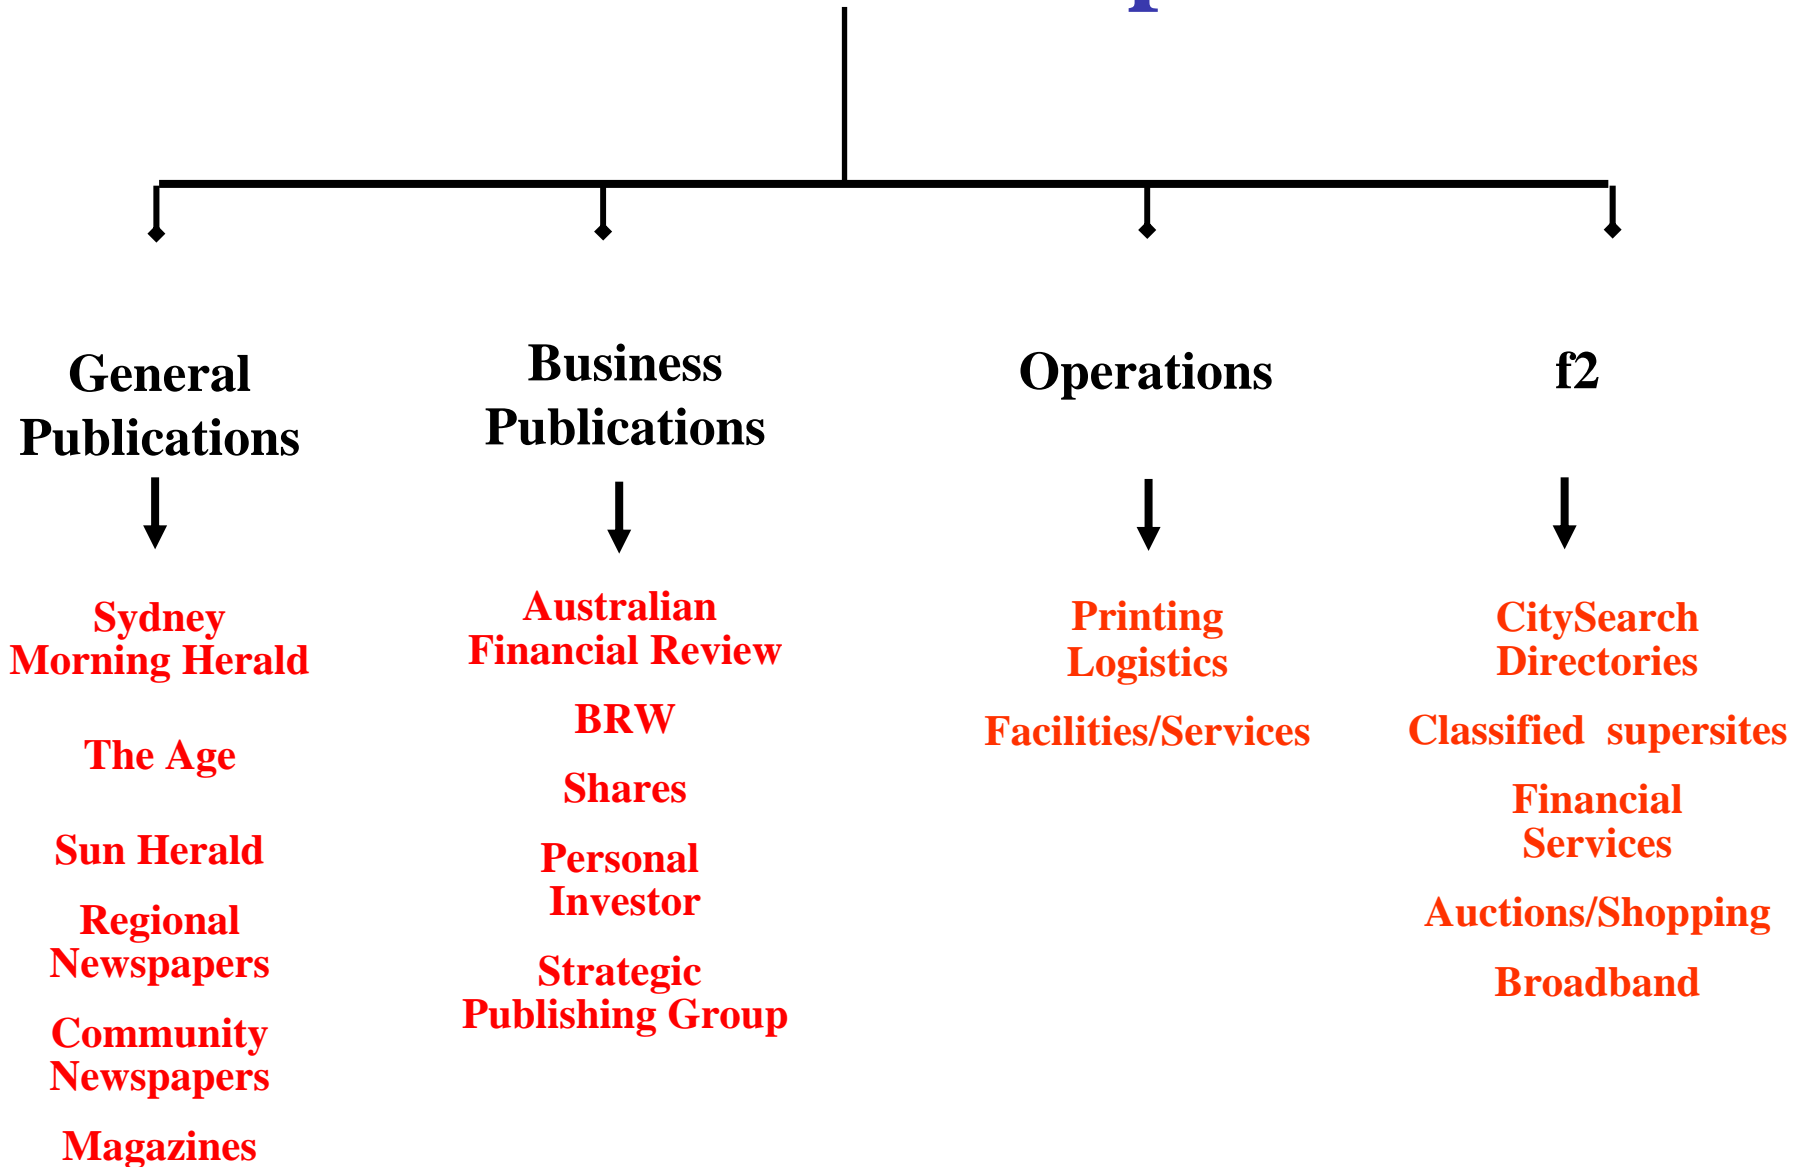 General
Publications
Sydney
Morning Herald
The Age
Sun Herald
Regional
Newspapers
Community
Newspapers
Magazines
Business
Publications
Australian
Financial Review
BRW
Shares
Personal
Investor
Strategic
Publishing Group
Operations
Printing
Logistics
Facilities/Services
f2
CitySearch
Directories
Classified supersites
Financial
Services
Auctions/Shopping
Broadband